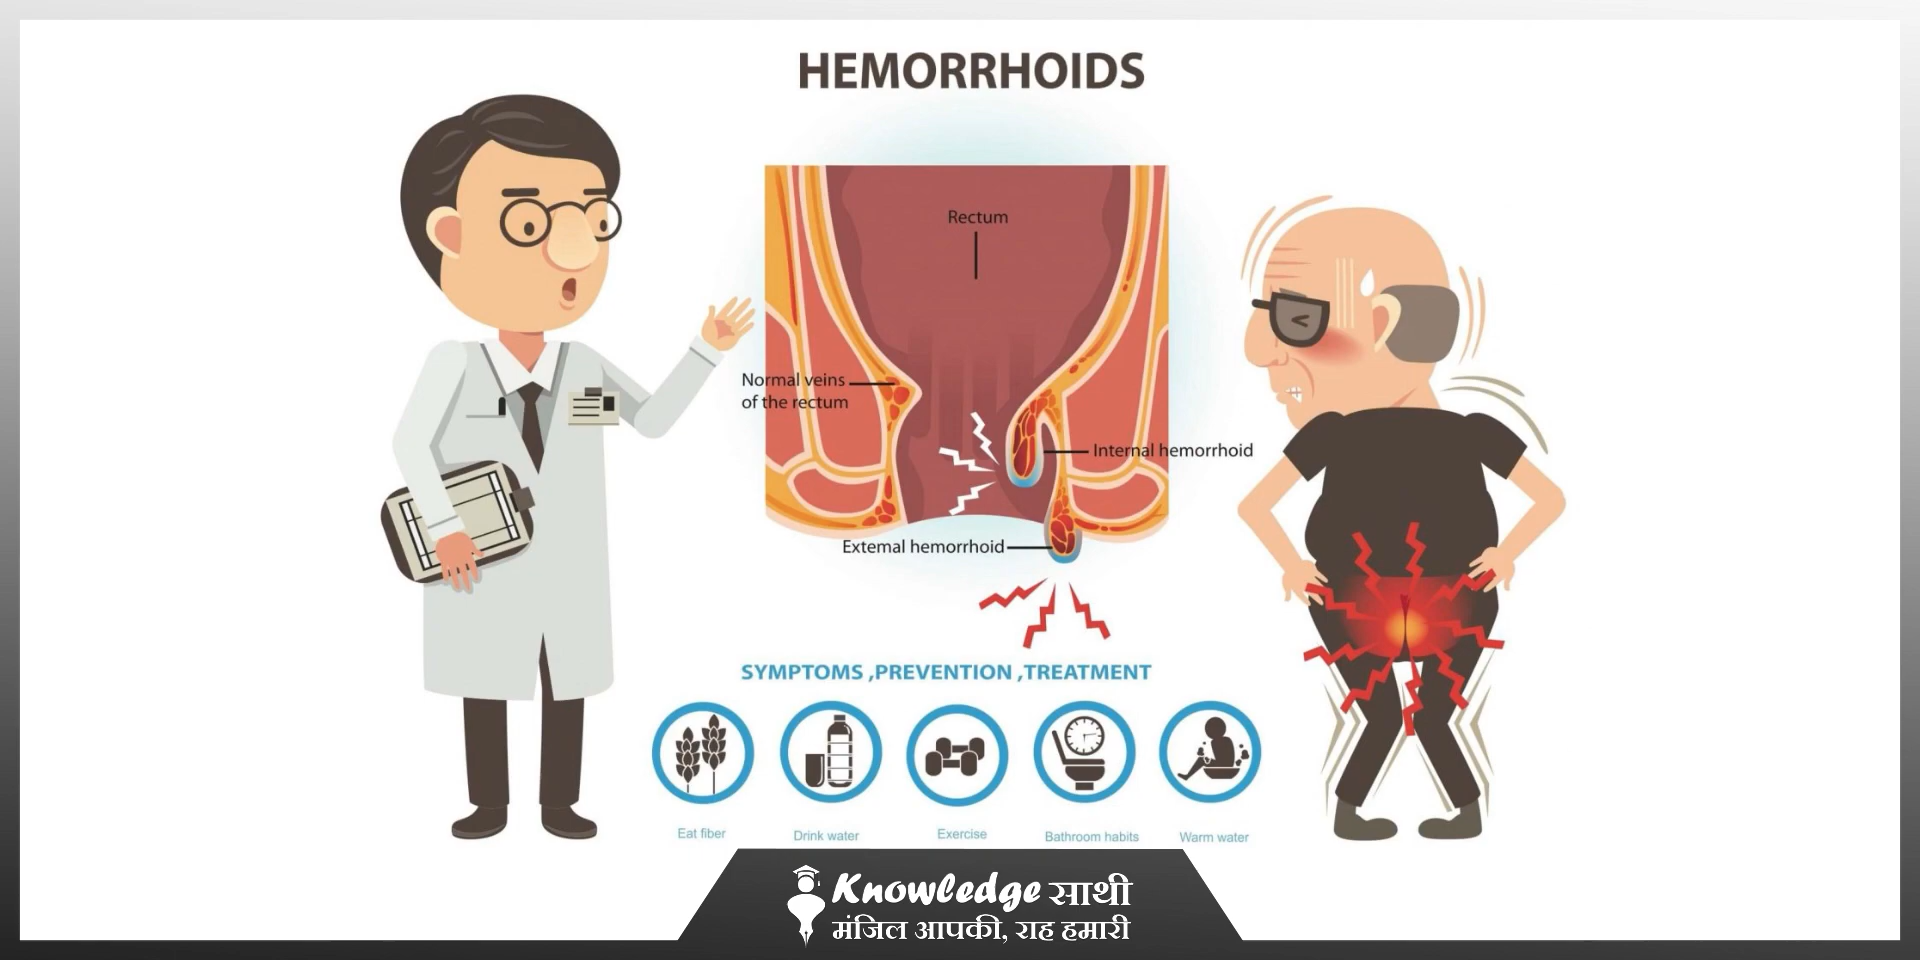 HEMORRHOIDS
Rectum
Normal veins
of the rectum
Internal hemorrhoid
External hemorrhoid
SYMPTOMS ,PREVENTION ,TREATMENT
Eat fiber
Drink water
Exercise
Bathroom habits
Warm water
Knowledge साथी
मंजिल आपकी, राह हमारी